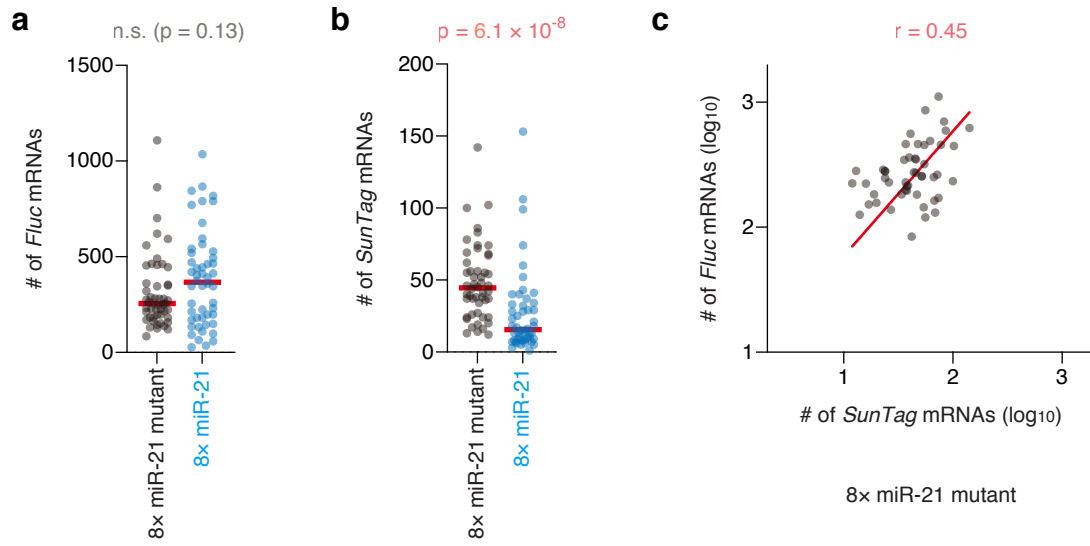 a
n.s. (p = 0.13)
# of Fluc mRNAs
1500
1000
500
0
8× miR-21 mutant
8× miR-21
b
p = 6.1 × 10⁻⁸
# of SunTag mRNAs
200
150
100
50
0
8× miR-21 mutant
8× miR-21
c
r = 0.45
# of Fluc mRNAs (log₁₀)
3
2
1
1 2 3
# of SunTag mRNAs (log₁₀)
8× miR-21 mutant